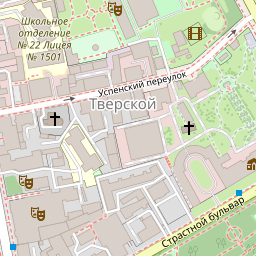 Школьное
отделение
№ 22 Лицея
№ 1501
Успенский переулок
Тверской
Страстной бульвар